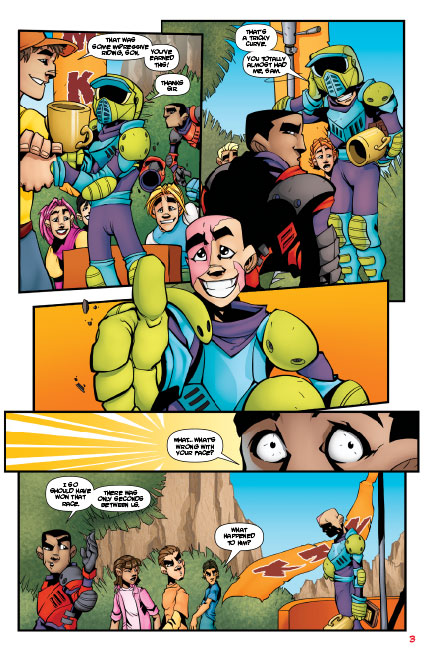 THAT WAS
SOME IMPRESSIVE
RIDING, SON.
YOU'VE
EARNED
THIS!
THANKS
SIR.
THAT'S
A TRICKY
CURVE.
YOU TOTALLY
ALMOST HAD
ME, SAM.
WHAT... WHAT'S
WRONG WITH
YOUR FACE?
I SO
SHOULD HAVE
WON THAT
RACE.
THERE WAS
ONLY SECONDS
BETWEEN US.
WHAT
HAPPENED
TO HIM?
3